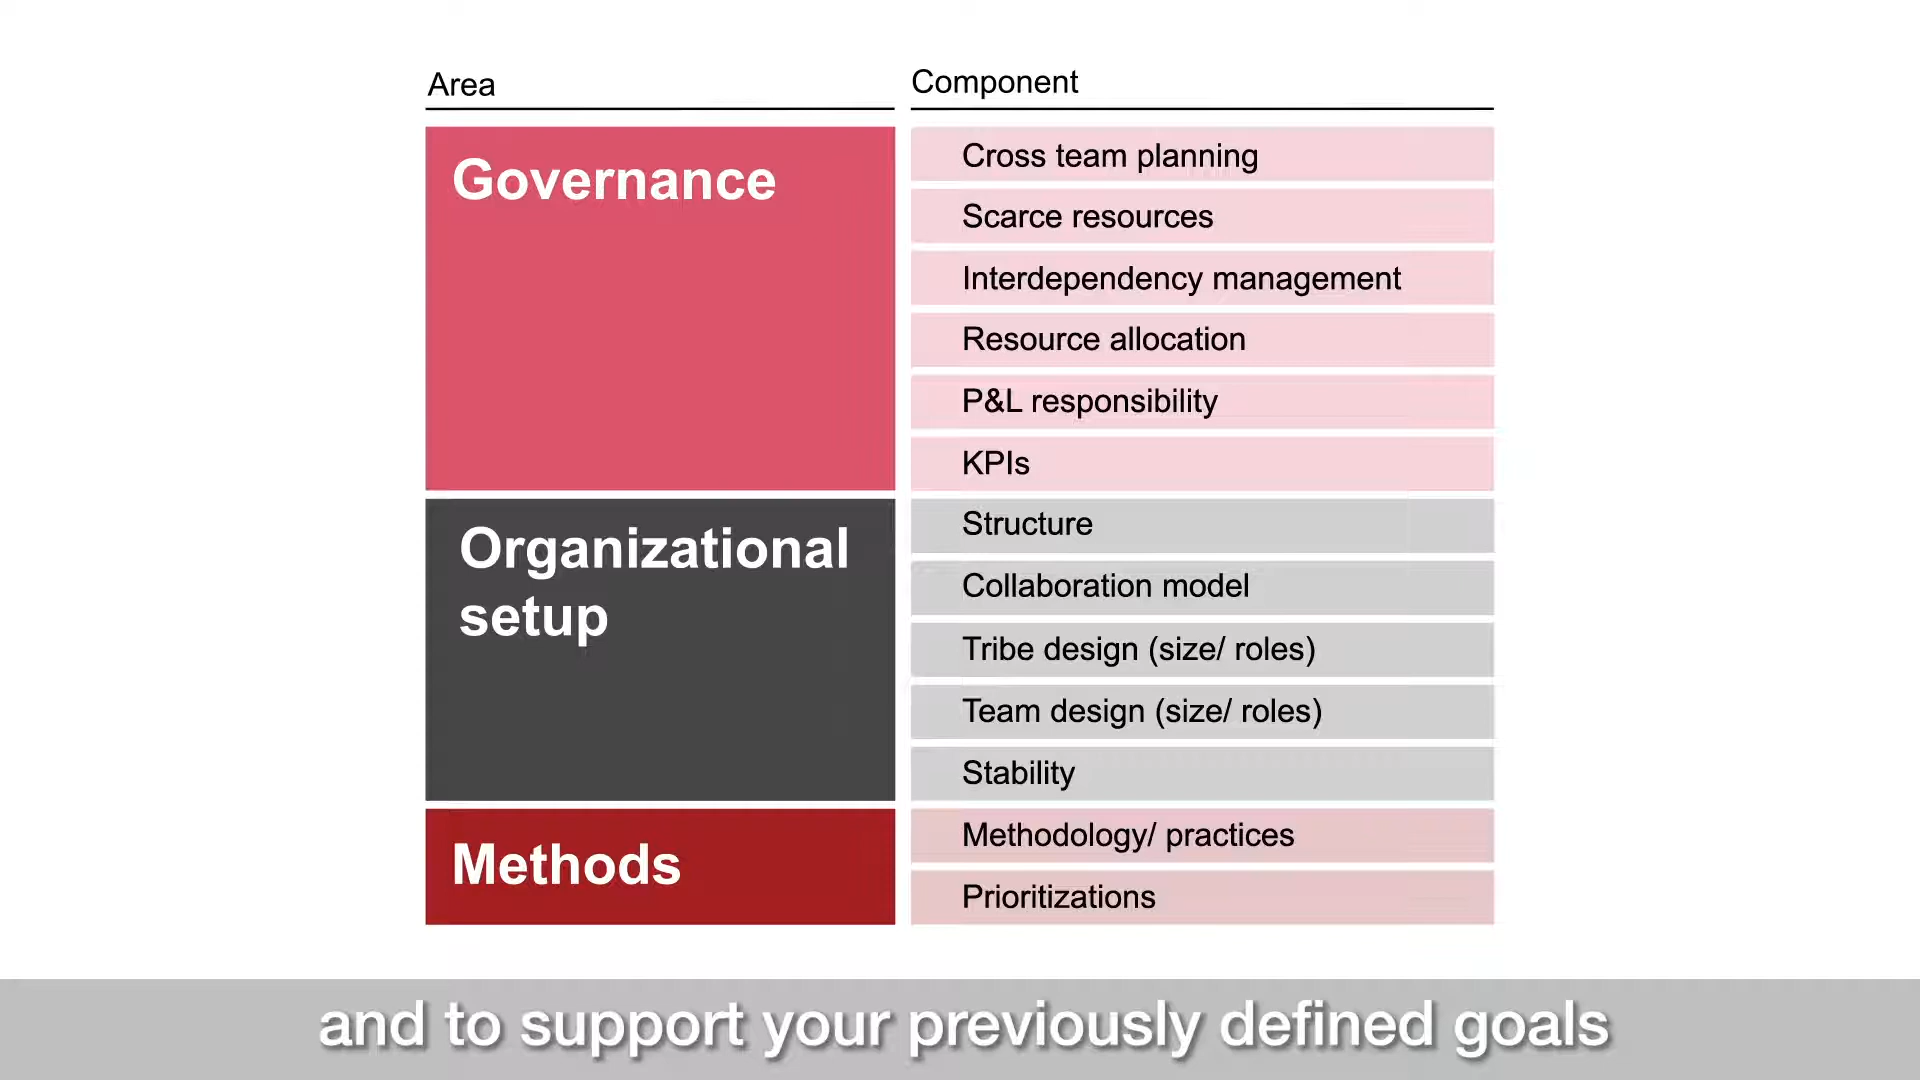 Area
Component
Governance
Cross team planning
Scarce resources
Interdependency management
Resource allocation
P&L responsibility
KPIs
Organizational
setup
Structure
Collaboration model
Tribe design (size/ roles)
Team design (size/ roles)
Stability
Methods
Methodology/ practices
Prioritizations
and to support your previously defined goals